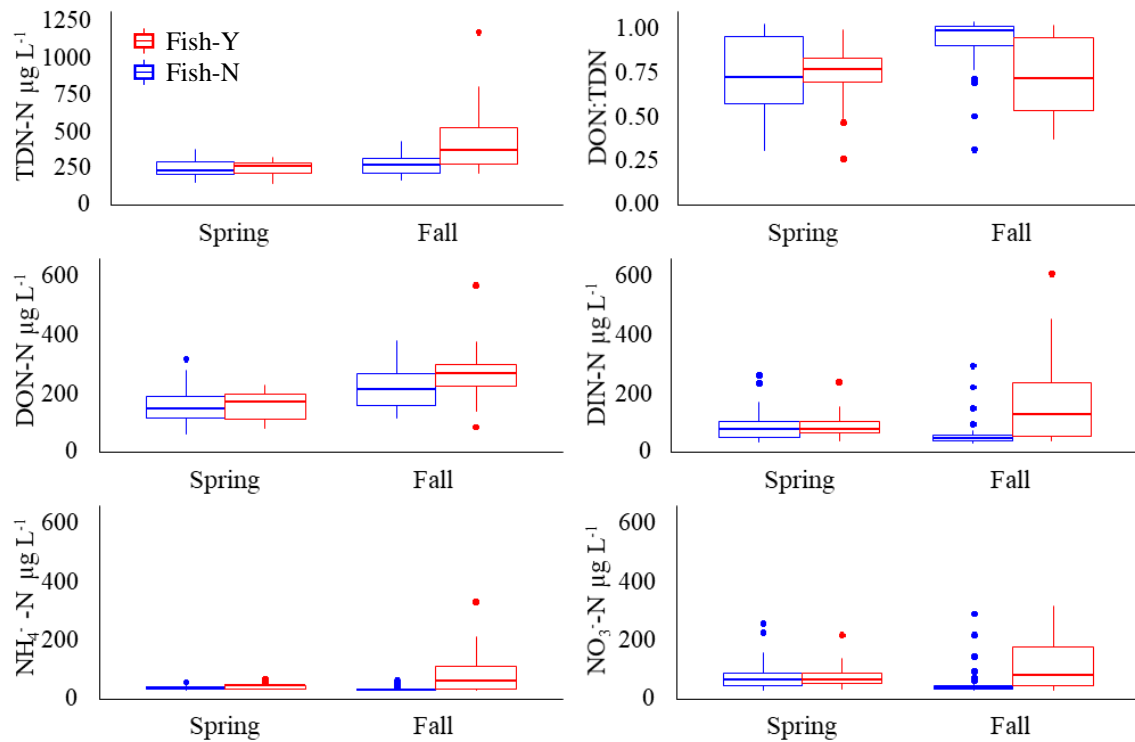 TDN-N µg L⁻¹
1250
1000
750
500
250
0
Fish-Y
Fish-N
Spring Fall
DON:TDN
1.00
0.75
0.50
0.25
0.00
Spring Fall
DON-N µg L⁻¹
600
400
200
0
Spring Fall
DIN-N µg L⁻¹
600
400
200
0
Spring Fall
NH₄⁻-N µg L⁻¹
600
400
200
0
Spring Fall
NO₃⁻-N µg L⁻¹
600
400
200
0
Spring Fall